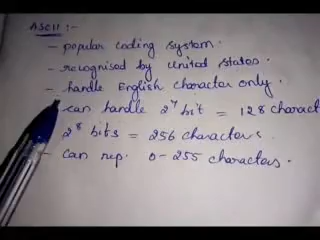 ASCII :-
- popular coding system.
- recognised by united states.
- handle English character only.
can handle 2⁷ bit = 128 charact
2⁸ bits = 256 characters.
- can rep. 0-255 characters.